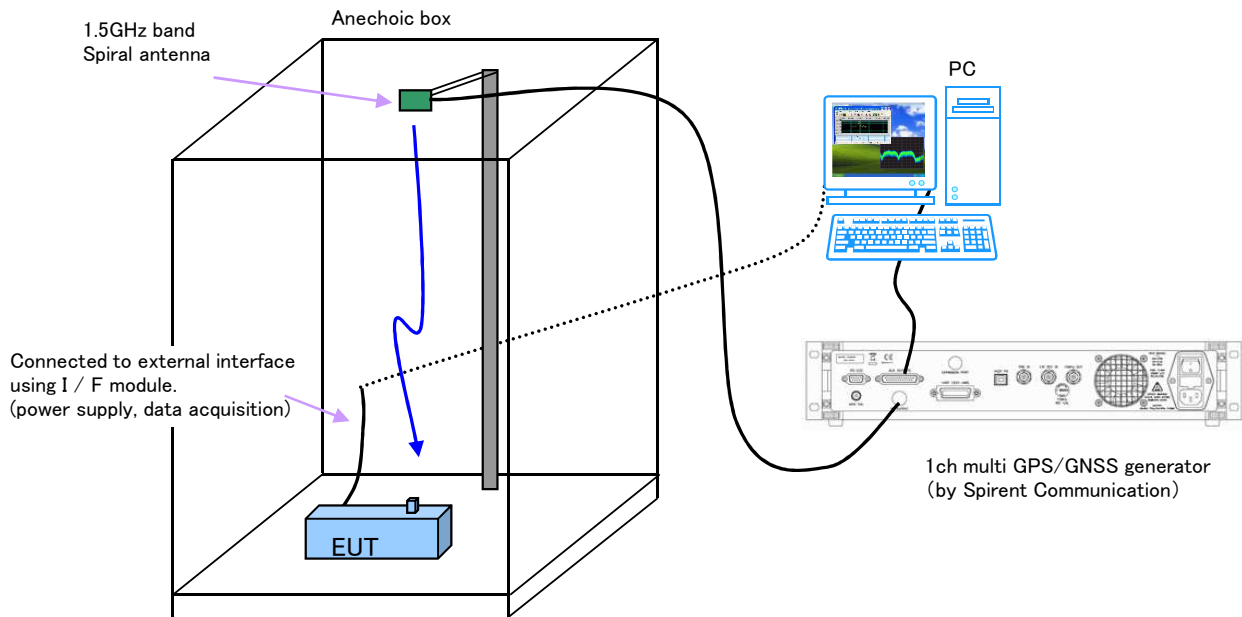 Anechoic box
1.5GHz band
Spiral antenna
PC
Connected to external interface
using I / F module.
(power supply, data acquisition)
1ch multi GPS/GNSS generator
(by Spirent Communication)
EUT